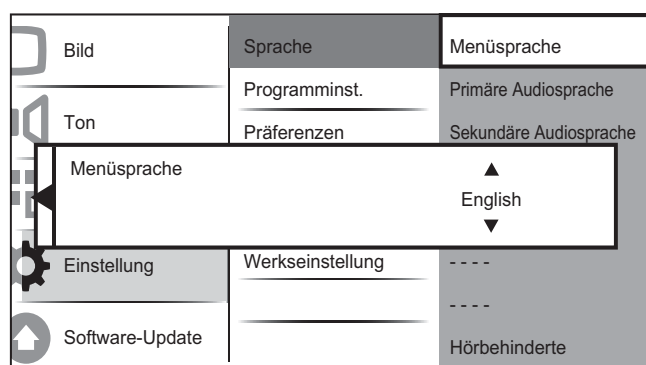 Bild
Sprache
Menüsprache
Programminst.
Primäre Audiosprache
Ton
Präferenzen
Sekundäre Audiosprache
Menüsprache
English
Einstellung
Werkseinstellung
- - - -
- - - -
Software-Update
Hörbehinderte